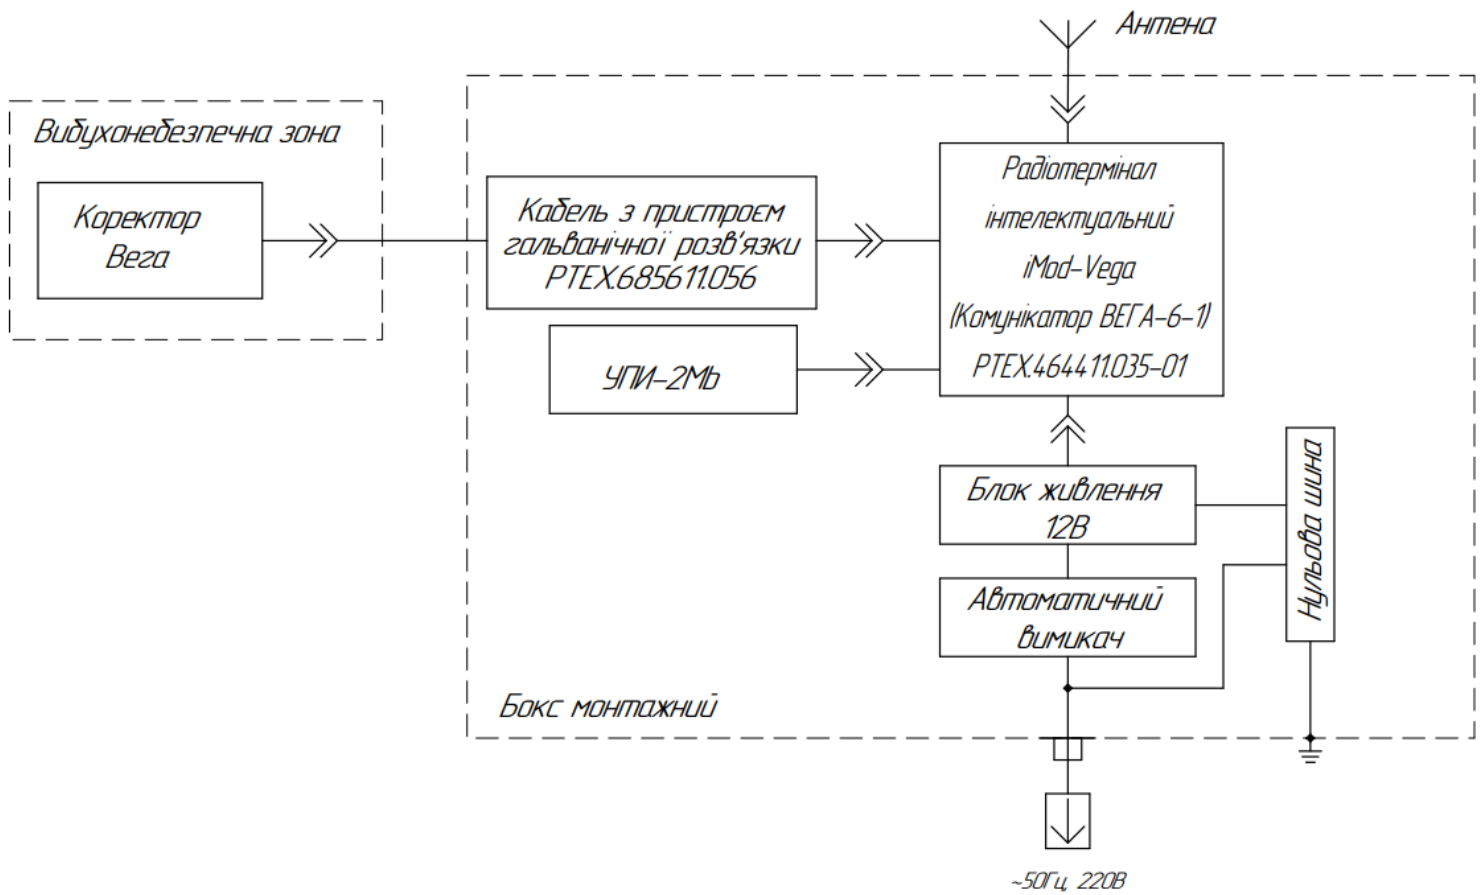 Антена
Вибухонебезпечна зона
Коректор
Вега
Кабель з пристроєм
гальванічної розв'язки
РТЕХ.685611.056
УПИ-2Mb
Радіотермінал
інтелектуальний
iMod-Vega
(Комунікатор ВЕГА-6-1)
РТЕХ.464411.035-01
Блок живлення
12В
Автоматичний
вимикач
Нульова шина
Бокс монтажний
~50Гц, 220В